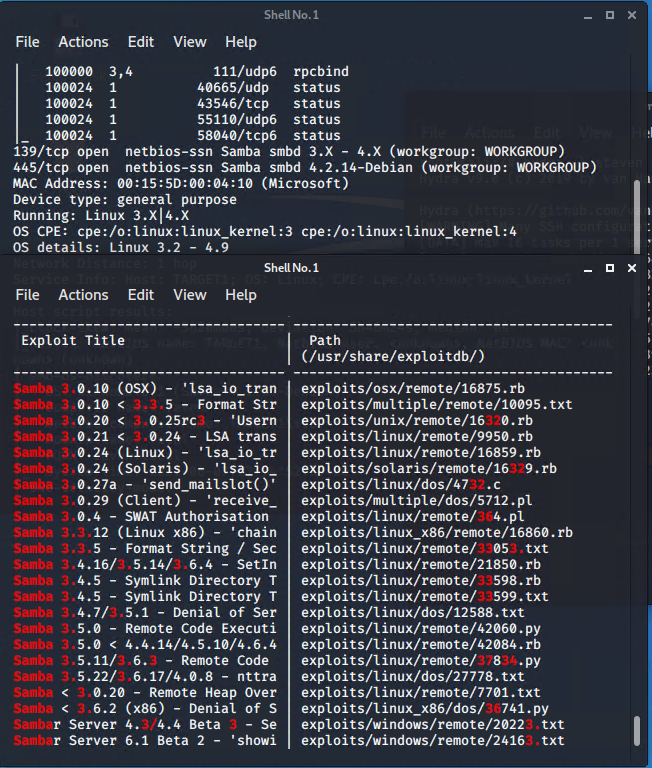 Shell No. 1
File Actions Edit View Help
| 100000 3,4 111/udp6 rpcbind
| 100024 1 40665/udp status
| 100024 1 43546/tcp status
| 100024 1 55110/udp6 status
|_ 100024 1 58040/tcp6 status
139/tcp open netbios-ssn Samba smbd 3.X - 4.X (workgroup: WORKGROUP)
445/tcp open netbios-ssn Samba smbd 4.2.14-Debian (workgroup: WORKGROUP)
MAC Address: 00:15:5D:00:04:10 (Microsoft)
Device type: general purpose
Running: Linux 3.X|4.X
OS CPE: cpe:/o:linux:linux_kernel:3 cpe:/o:linux:linux_kernel:4
OS details: Linux 3.2 - 4.9
Shell No. 1
File Actions Edit View Help
Exploit Title | Path
| (/usr/share/exploitdb/)
Samba 3.0.10 (OSX) - 'lsa_io_tran | exploits/osx/remote/16875.rb
Samba 3.0.10 < 3.3.5 - Format Str | exploits/multiple/remote/10095.txt
Samba 3.0.20 < 3.0.25rc3 - 'Usern | exploits/unix/remote/16320.rb
Samba 3.0.21 < 3.0.24 - LSA trans | exploits/linux/remote/9950.rb
Samba 3.0.24 (Linux) - 'lsa_io_tr | exploits/linux/remote/16859.rb
Samba 3.0.24 (Solaris) - 'lsa_io_ | exploits/solaris/remote/16329.rb
Samba 3.0.27a - 'send_mailslot()' | exploits/linux/dos/4732.c
Samba 3.0.29 (Client) - 'receive_ | exploits/multiple/dos/5712.pl
Samba 3.0.4 - SWAT Authorisation | exploits/linux/remote/364.pl
Samba 3.3.12 (Linux x86) - 'chain | exploits/linux_x86/remote/16860.rb
Samba 3.3.5 - Format String / Sec | exploits/linux/remote/33053.txt
Samba 3.4.16/3.5.14/3.6.4 - SetIn | exploits/linux/remote/21850.rb
Samba 3.4.5 - Symlink Directory T | exploits/linux/remote/33598.rb
Samba 3.4.5 - Symlink Directory T | exploits/linux/remote/33599.txt
Samba 3.4.7/3.5.1 - Denial of Ser | exploits/linux/dos/12588.txt
Samba 3.5.0 - Remote Code Executi | exploits/linux/remote/42060.py
Samba 3.5.0 < 4.4.14/4.5.10/4.6.4 | exploits/linux/remote/42084.rb
Samba 3.5.11/3.6.3 - Remote Code | exploits/linux/remote/37834.py
Samba 3.5.22/3.6.17/4.0.8 - nttra | exploits/linux/dos/27778.txt
Samba < 3.0.20 - Remote Heap Over | exploits/linux/remote/7701.txt
Samba < 3.6.2 (x86) - Denial of S | exploits/linux_x86/dos/36741.py
Sambar Server 4.3/4.4 Beta 3 - Se | exploits/windows/remote/20223.txt
Sambar Server 6.1 Beta 2 - 'showi | exploits/windows/remote/24163.txt